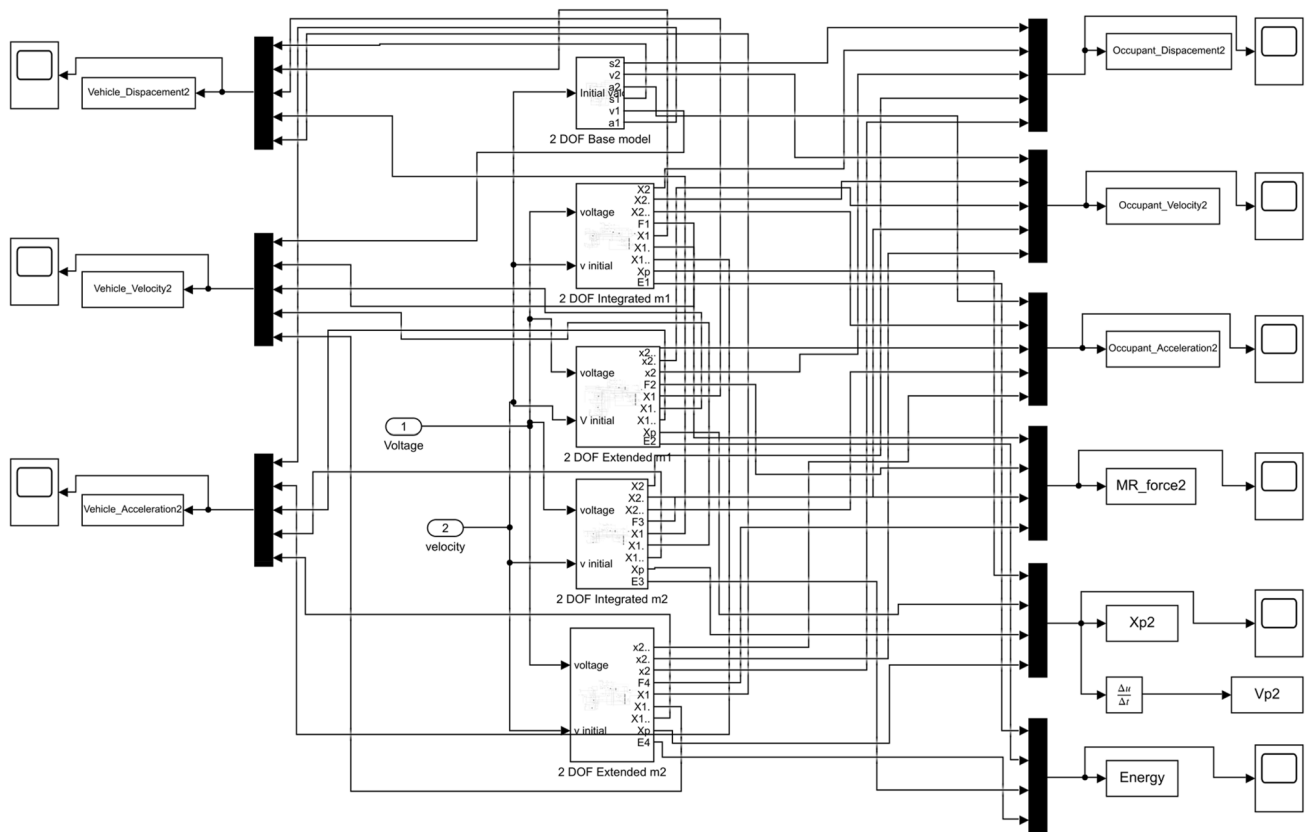 Vehicle_Dispacement2
Vehicle_Velocity2
Vehicle_Acceleration2
1
Voltage
2
velocity
Initial valu
s2
v2
a2
s1
v1
a1
2 DOF Base model
voltage
v initial
X2
X2.
X2..
F1
X1
X1.
X1..
Xp
E1
2 DOF Integrated m1
voltage
V initial
x2..
x2.
x2
F2
X1
X1.
X1..
Xp
E2
2 DOF Extended m1
voltage
v initial
X2
X2.
X2..
F3
X1
X1.
X1..
Xp
E3
2 DOF Integrated m2
voltage
v initial
x2..
x2.
x2
F4
X1
X1.
X1..
Xp
E4
2 DOF Extended m2
Occupant_Dispacement2
Occupant_Velocity2
Occupant_Acceleration2
MR_force2
Xp2
Δu
Δt
Vp2
Energy